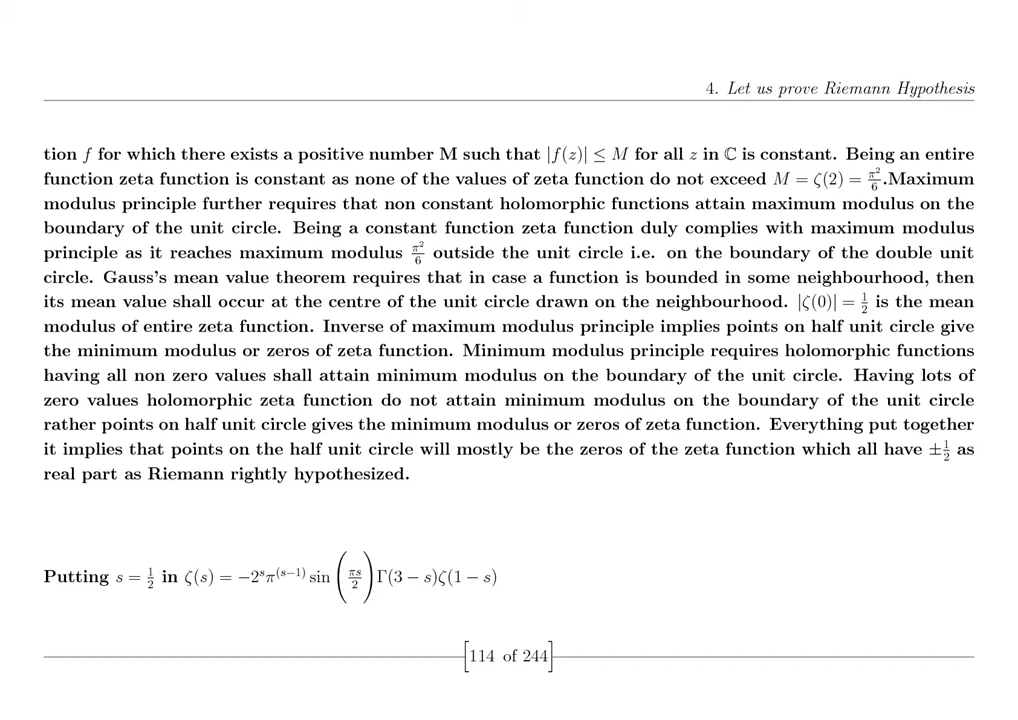 4. Let us prove Riemann Hypothesis
tion f for which there exists a positive number M such that |f(z)| ≤ M for all z in ℂ is constant. Being an entire
function zeta function is constant as none of the values of zeta function do not exceed M = ζ(2) = π²/6.Maximum
modulus principle further requires that non constant holomorphic functions attain maximum modulus on the
boundary of the unit circle. Being a constant function zeta function duly complies with maximum modulus
principle as it reaches maximum modulus π²/6 outside the unit circle i.e. on the boundary of the double unit
circle. Gauss's mean value theorem requires that in case a function is bounded in some neighbourhood, then
its mean value shall occur at the centre of the unit circle drawn on the neighbourhood. |ζ(0)| = 1/2 is the mean
modulus of entire zeta function. Inverse of maximum modulus principle implies points on half unit circle give
the minimum modulus or zeros of zeta function. Minimum modulus principle requires holomorphic functions
having all non zero values shall attain minimum modulus on the boundary of the unit circle. Having lots of
zero values holomorphic zeta function do not attain minimum modulus on the boundary of the unit circle
rather points on half unit circle gives the minimum modulus or zeros of zeta function. Everything put together
it implies that points on the half unit circle will mostly be the zeros of the zeta function which all have ±1/2 as
real part as Riemann rightly hypothesized.
Putting s = 1/2 in ζ(s) = −2^s π^(s−1) sin(πs/2) Γ(3 − s)ζ(1 − s)
[114 of 244]